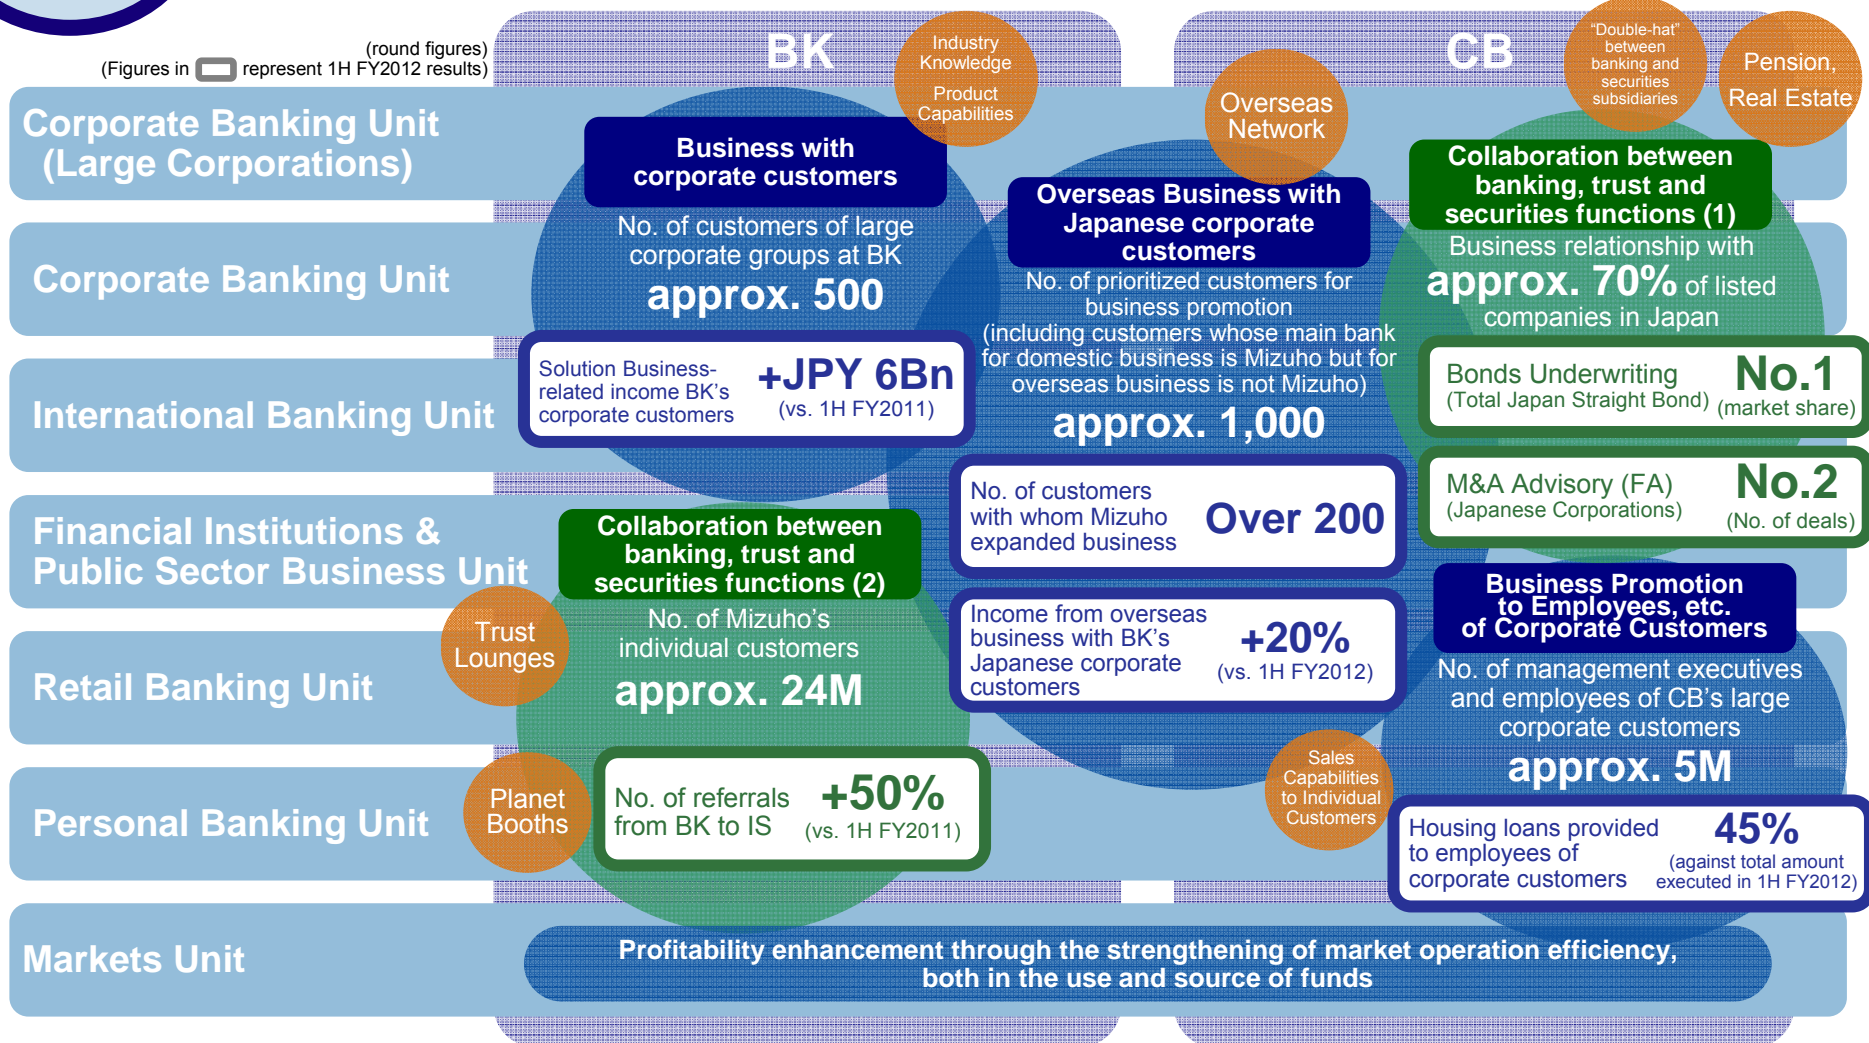 (round figures)
(Figures in represent 1H FY2012 results)
BK
CB
Industry
Knowledge
Product
Capabilities
Overseas
Network
“Double-hat”
between
banking and
securities
subsidiaries
Pension,
Real Estate
Corporate Banking Unit
(Large Corporations)
Corporate Banking Unit
International Banking Unit
Financial Institutions &
Public Sector Business Unit
Retail Banking Unit
Personal Banking Unit
Markets Unit
Business with
corporate customers
No. of customers of large
corporate groups at BK
approx. 500
Solution Business-
related income BK’s
corporate customers
+JPY 6Bn
(vs. 1H FY2011)
Overseas Business with
Japanese corporate
customers
No. of prioritized customers for
business promotion
(including customers whose main bank
for domestic business is Mizuho but for
overseas business is not Mizuho)
approx. 1,000
No. of customers
with whom Mizuho
expanded business
Over 200
Income from overseas
business with BK’s
Japanese corporate
customers
+20%
(vs. 1H FY2012)
Collaboration between
banking, trust and
securities functions (1)
Business relationship with
approx. 70% of listed
companies in Japan
Bonds Underwriting
(Total Japan Straight Bond)
No.1
(market share)
M&A Advisory (FA)
(Japanese Corporations)
No.2
(No. of deals)
Collaboration between
banking, trust and
securities functions (2)
No. of Mizuho’s
individual customers
approx. 24M
Trust
Lounges
Planet
Booths
No. of referrals
from BK to IS
+50%
(vs. 1H FY2011)
Business Promotion
to Employees, etc.
of Corporate Customers
No. of management executives
and employees of CB’s large
corporate customers
approx. 5M
Sales
Capabilities
to Individual
Customers
Housing loans provided
to employees of
corporate customers
45%
(against total amount
executed in 1H FY2012)
Profitability enhancement through the strengthening of market operation efficiency,
both in the use and source of funds